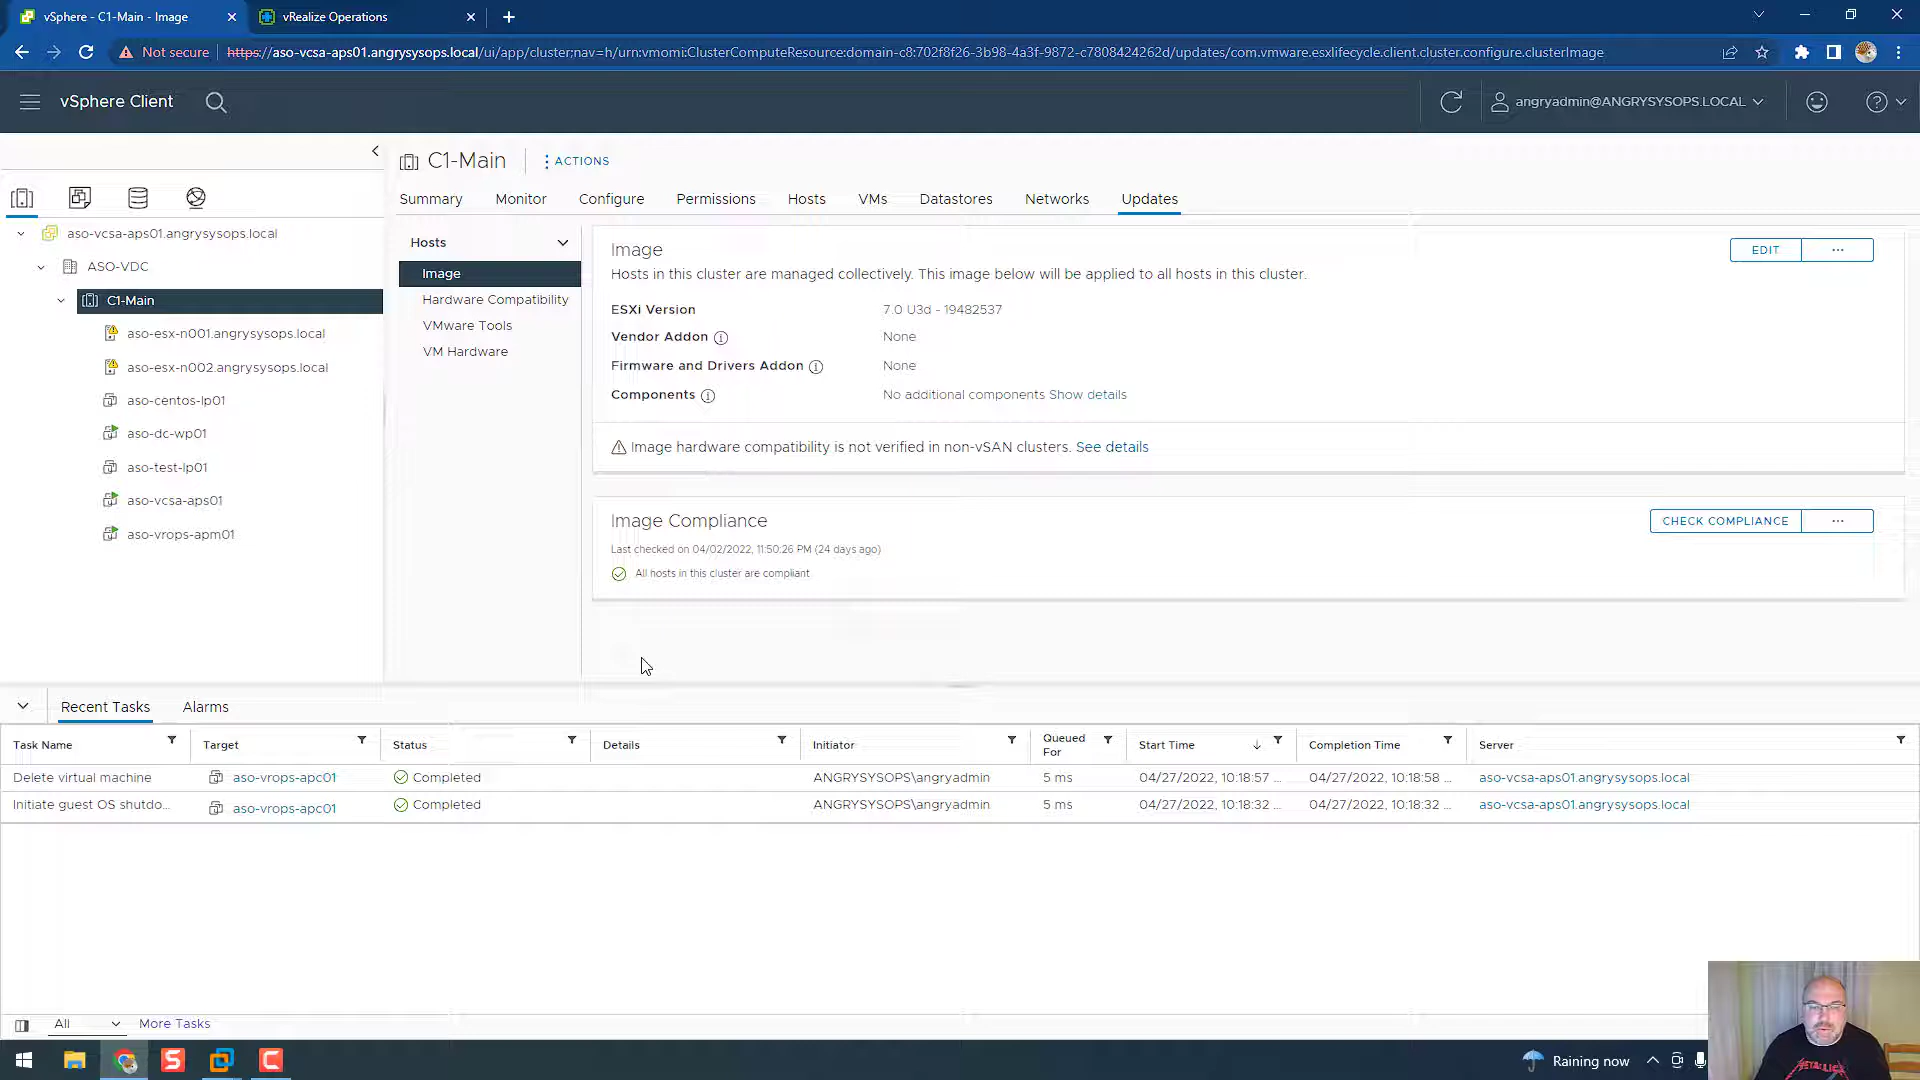 vSphere - C1-Main - Image
vRealize Operations
Not secure
https://aso-vcsa-aps01.angrysysops.local/ui/app/cluster;nav=h/urn:vmomi:ClusterComputeResource:domain-c8:702f8f26-3b98-4a3f-9872-c7808424262d/updates/com.vmware.esxlifecycle.client.cluster.configure.clusterImage
vSphere Client
angryadmin@ANGRYSYSOPS.LOCAL
C1-Main
ACTIONS
Summary Monitor Configure Permissions Hosts VMs Datastores Networks Updates
aso-vcsa-aps01.angrysysops.local
ASO-VDC
C1-Main
aso-esx-n001.angrysysops.local
aso-esx-n002.angrysysops.local
aso-centos-lp01
aso-dc-wp01
aso-test-lp01
aso-vcsa-aps01
aso-vrops-apm01
Hosts
Image
Hardware Compatibility
VMware Tools
VM Hardware
Image
EDIT ...
Hosts in this cluster are managed collectively. This image below will be applied to all hosts in this cluster.
ESXi Version 7.0 U3d - 19482537
Vendor Addon None
Firmware and Drivers Addon None
Components No additional components Show details
Image hardware compatibility is not verified in non-vSAN clusters. See details
Image Compliance
CHECK COMPLIANCE ...
Last checked on 04/02/2022, 11:50:26 PM (24 days ago)
All hosts in this cluster are compliant
Recent Tasks Alarms
Task Name Target Status Details Initiator Queued For Start Time Completion Time Server
Delete virtual machine aso-vrops-apc01 Completed ANGRYSYSOPS\angryadmin 5 ms 04/27/2022, 10:18:57 ... 04/27/2022, 10:18:58 ... aso-vcsa-aps01.angrysysops.local
Initiate guest OS shutdo... aso-vrops-apc01 Completed ANGRYSYSOPS\angryadmin 5 ms 04/27/2022, 10:18:32 ... 04/27/2022, 10:18:32 ... aso-vcsa-aps01.angrysysops.local
All More Tasks
Raining now
METALLICA